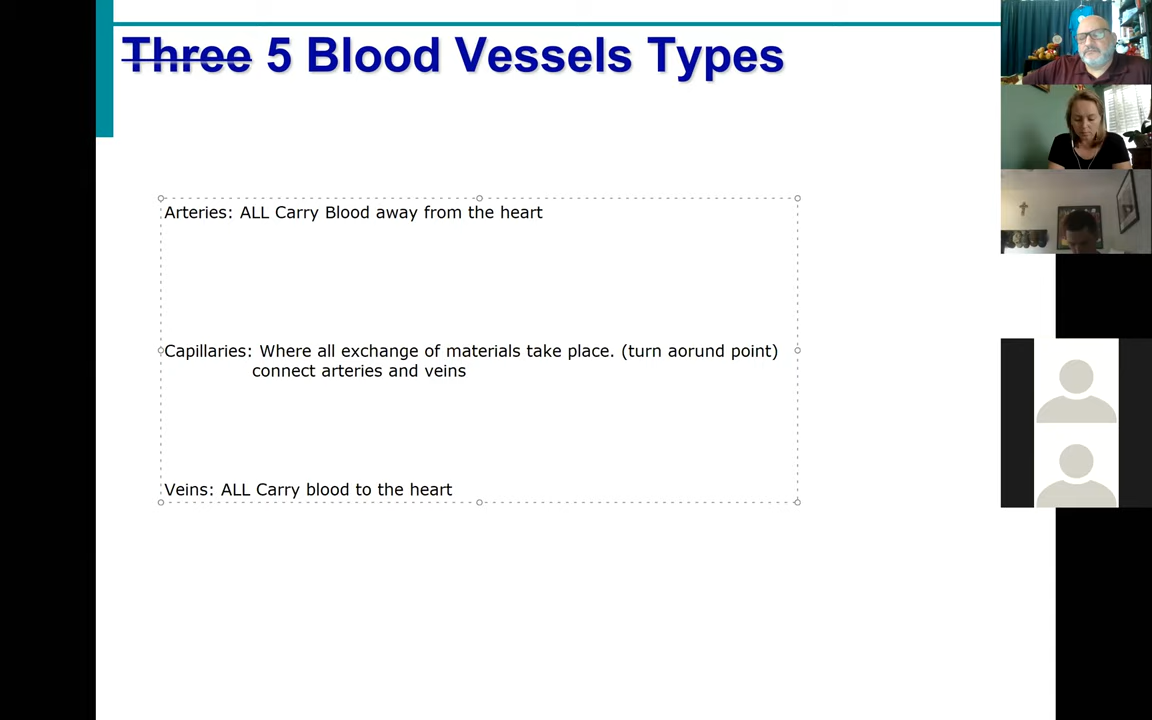 Three 5 Blood Vessels Types
Arteries: ALL Carry Blood away from the heart
Capillaries: Where all exchange of materials take place. (turn aorund point)
connect arteries and veins
Veins: ALL Carry blood to the heart